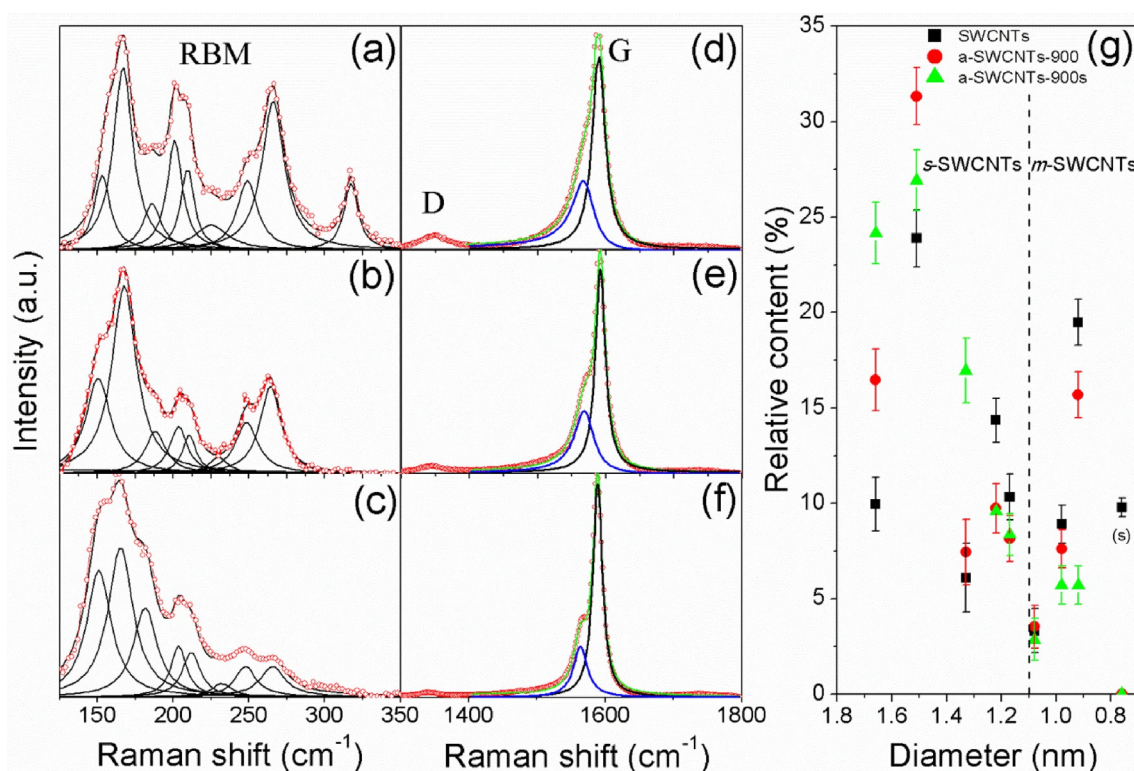 RBM
(a)
(b)
(c)
Intensity (a.u.)
150 200 250 300 350
Raman shift (cm⁻¹)
(d)
G
D
(e)
(f)
1400 1600 1800
Raman shift (cm⁻¹)
(g)
SWCNTs
a-SWCNTs-900
a-SWCNTs-900s
s-SWCNTs m-SWCNTs
(s)
Relative content (%)
35
30
25
20
15
10
5
0
1.8 1.6 1.4 1.2 1.0 0.8
Diameter (nm)